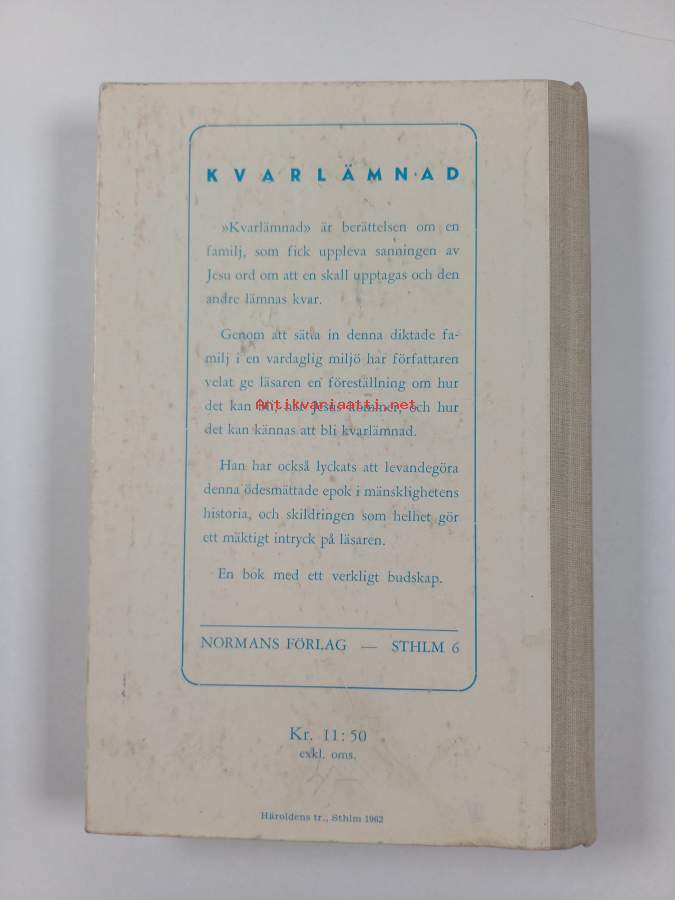 KVARLÄMNAD
»Kvarlämnad» är berättelsen om en
familj, som fick uppleva sanningen av
Jesu ord om att en skall upptagas och den
andre lämnas kvar.
Genom att sätta in denna diktade fa-
milj i en vardaglig miljö har författaren
velat ge läsaren en föreställning om hur
det kan bli, när Jesus kommer, och hur
Antikvariaatti.net
det kan kännas att bli kvarlämnad.
Han har också lyckats att levandegöra
denna ödesmättade epok i mänsklighetens
historia, och skildringen som helhet gör
ett mäktigt intryck på läsaren.
En bok med ett verkligt budskap.
NORMANS FÖRLAG — STHLM 6
Kr. 11:50
exkl. oms.
Häroldens tr., Sthlm 1962